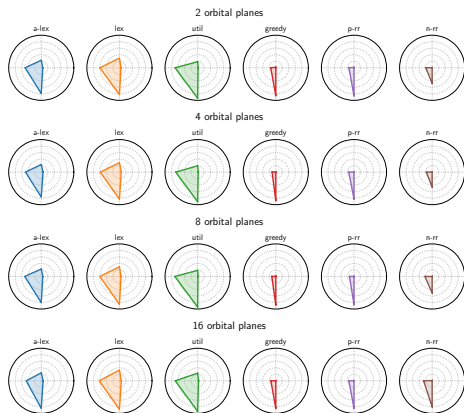 2 orbital planes
a-lex lex util greedy p-rr n-rr
4 orbital planes
a-lex lex util greedy p-rr n-rr
8 orbital planes
a-lex lex util greedy p-rr n-rr
16 orbital planes
a-lex lex util greedy p-rr n-rr